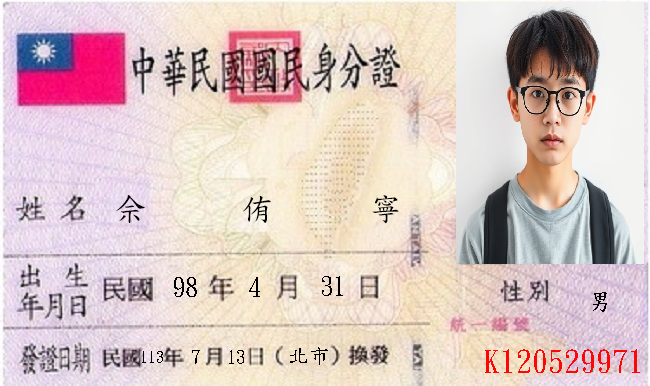 中華民國國民身分證
姓名 佘侑寧
出生年月日 民國 98 年 4 月 31 日
性別 男
統一編號
K120529971
發證日期 民國113年 7月13日 (北市) 換發